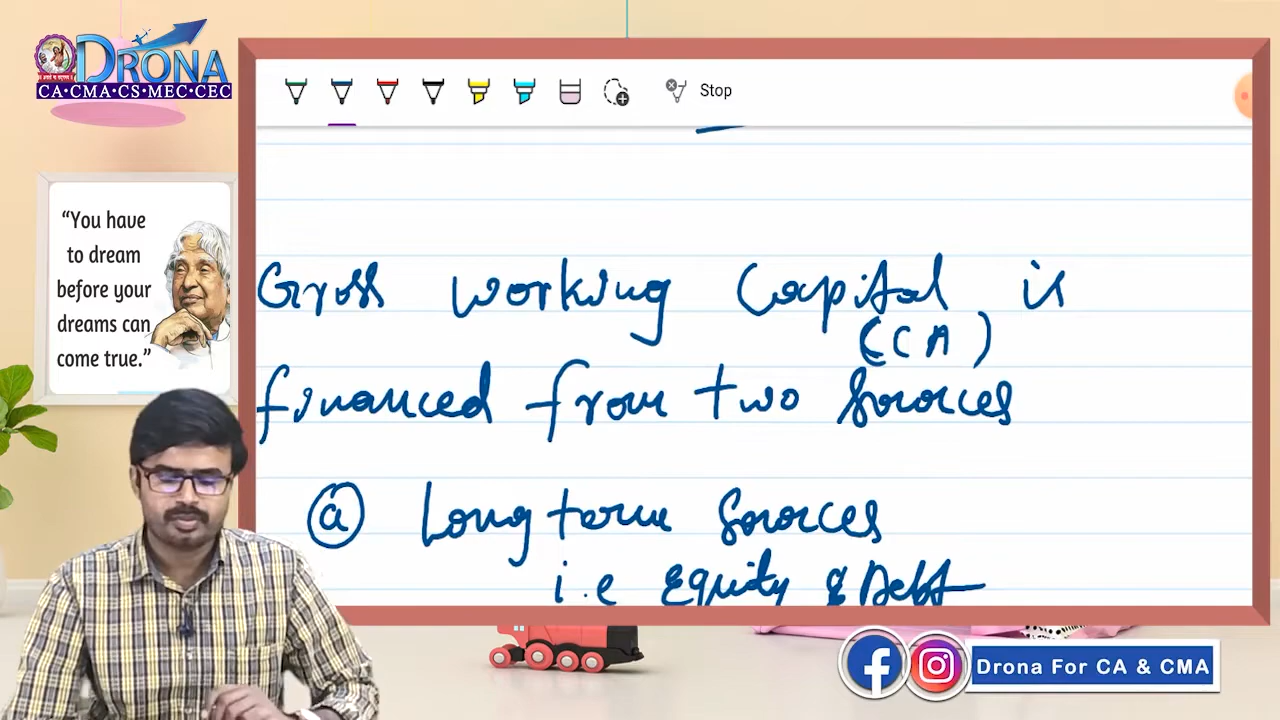 DRONA
CA•CMA•CS•MEC•CEC
Stop
“You have
to dream
before your
dreams can
come true.”
Gross working Capital is
(CA)
financed from two sources
a Long term Sources
i.e Equity & Debt
f
Drona For CA & CMA